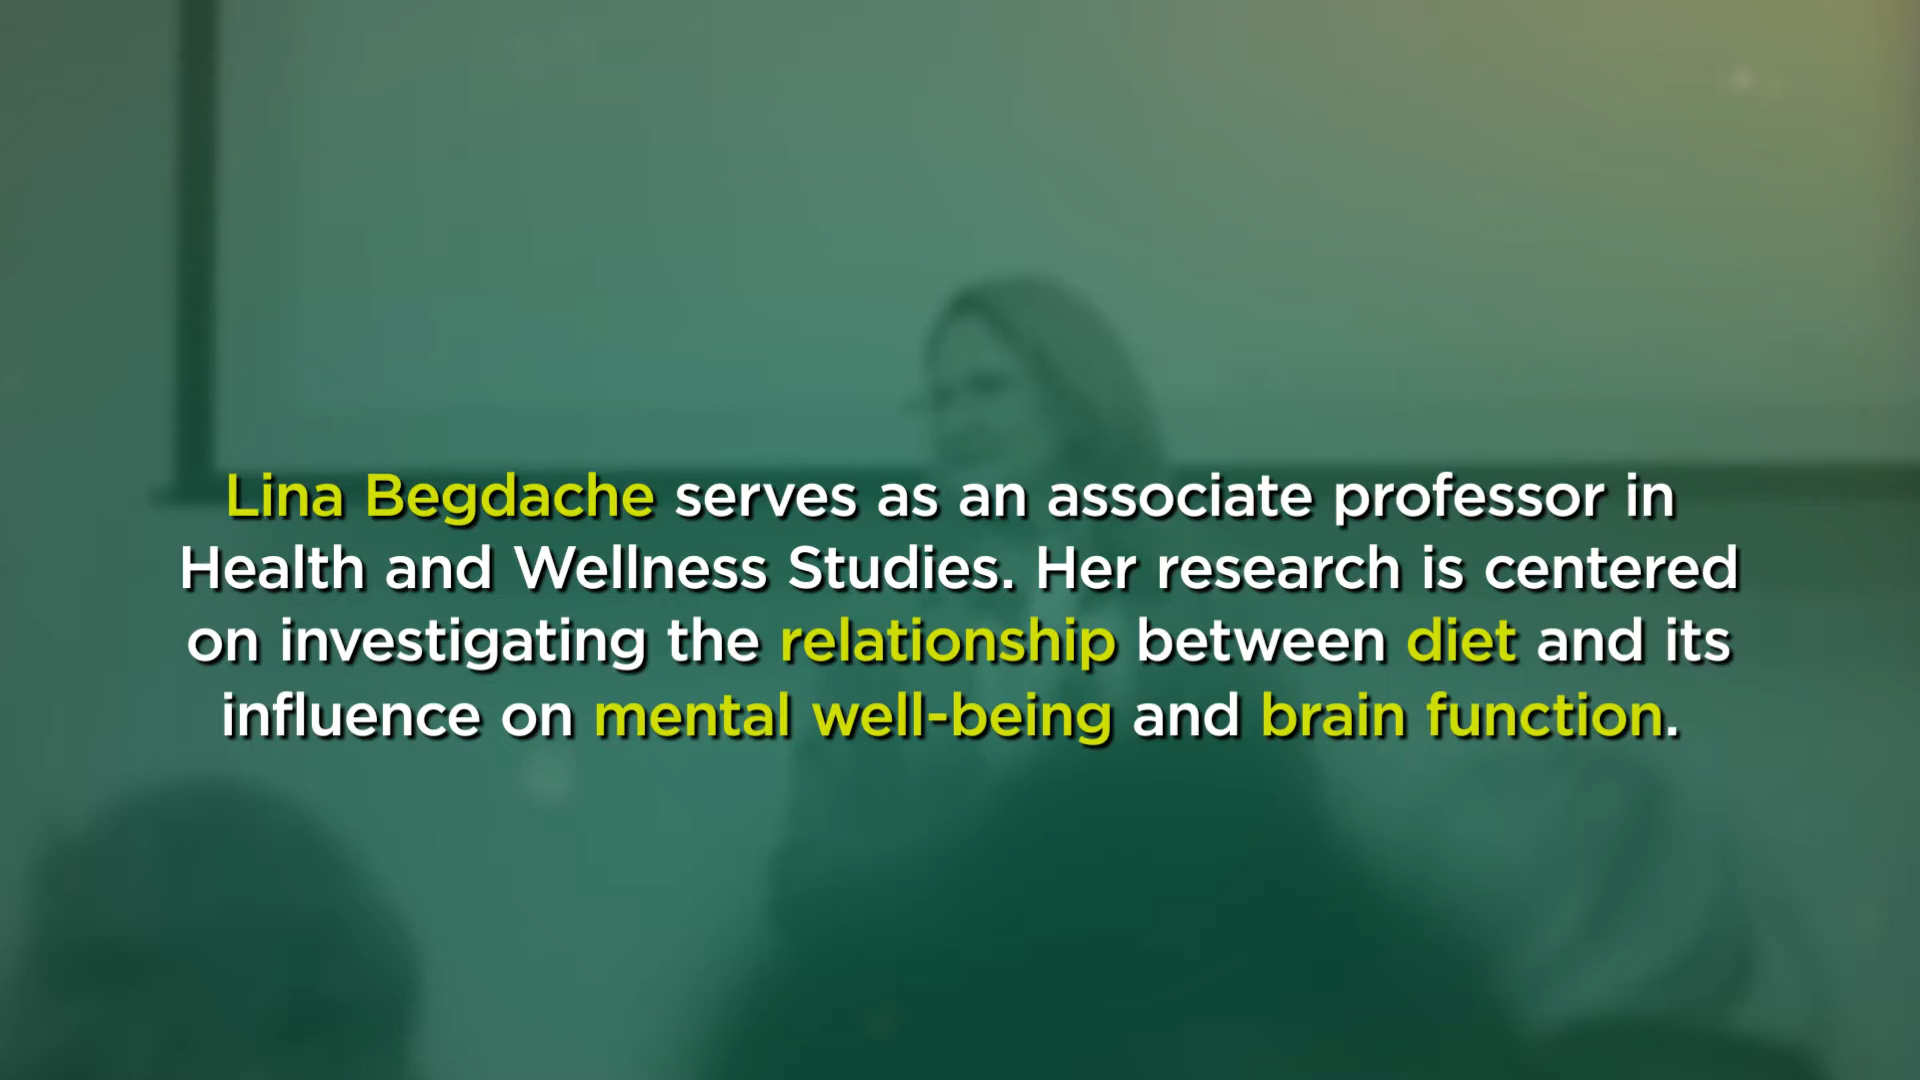 Lina Begdache serves as an associate professor in
Health and Wellness Studies. Her research is centered
on investigating the relationship between diet and its
influence on mental well-being and brain function.